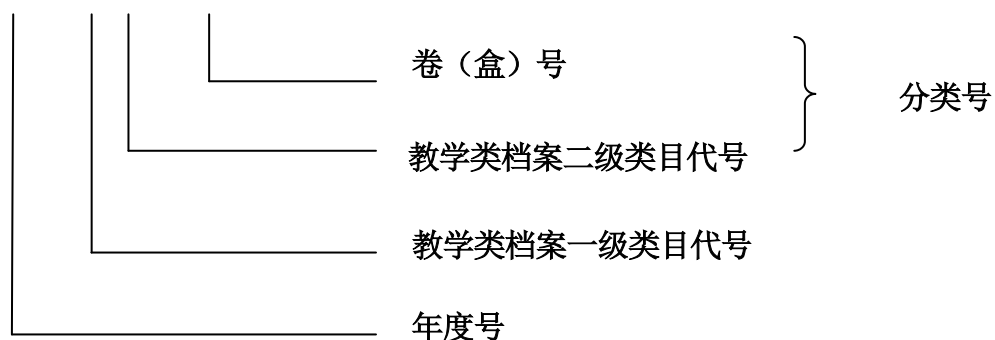 卷（盒）号
分类号
教学类档案二级类目代号
教学类档案一级类目代号
年度号